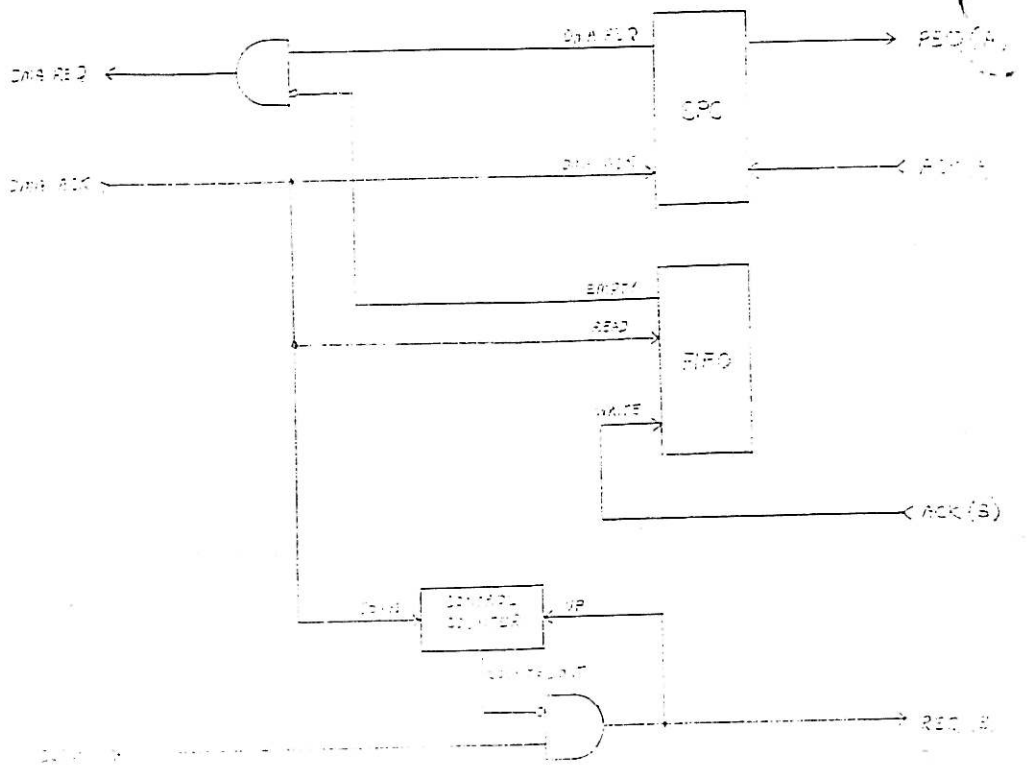 DMA REQ
REQ (A)
DMA REQ
SPC
DMA ACK
DMA ACK
ACK (A)
EMPTY
READ
FIFO
WRITE
ACK (B)
DOWN
CONTROL
COUNTER
UP
REQ (B)